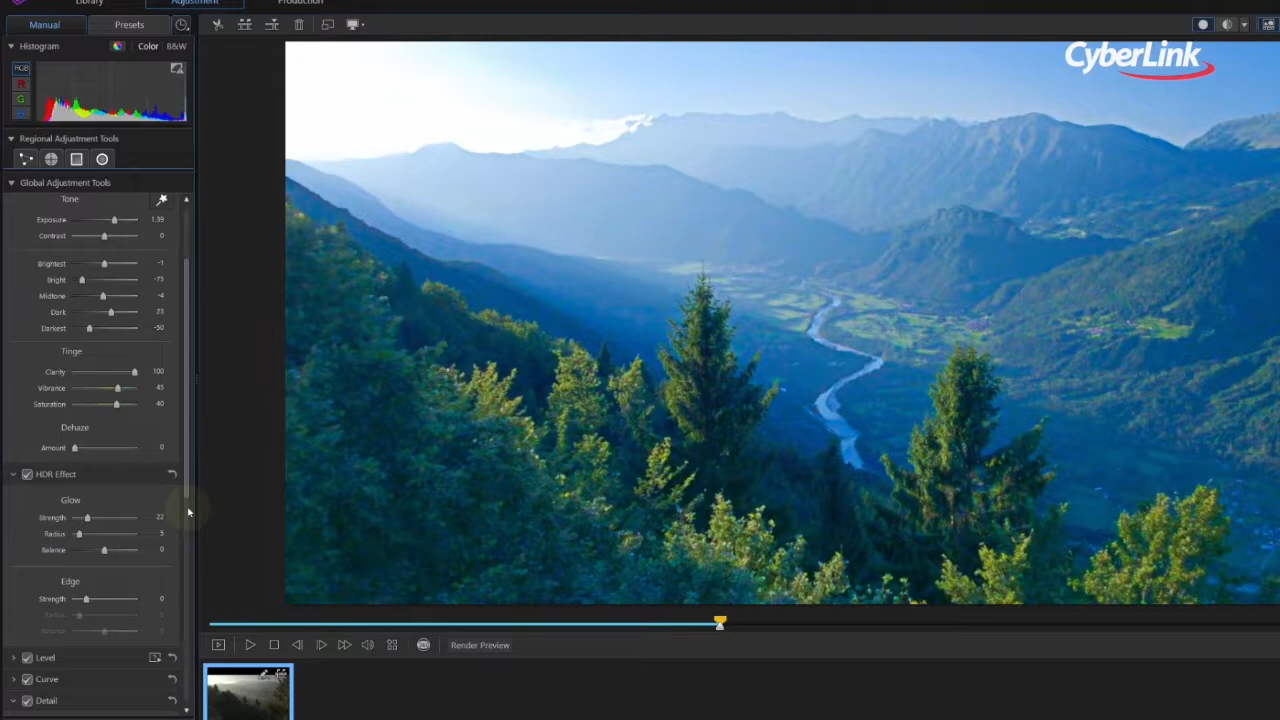 Library Adjustment Production
Manual Presets
Histogram Color B&W
RGB
R
G
B
CyberLink
Regional Adjustment Tools
Global Adjustment Tools
Tone
Exposure 1.39
Contrast 0
Brightest -1
Bright -75
Midtone -4
Dark 23
Darkest -50
Tinge
Clarity 100
Vibrance 45
Saturation 40
Dehaze
Amount 0
HDR Effect
Glow
Strength 22
Radius 5
Balance 0
Edge
Strength 0
Radius
Balance
Render Preview
Level
Curve
Detail